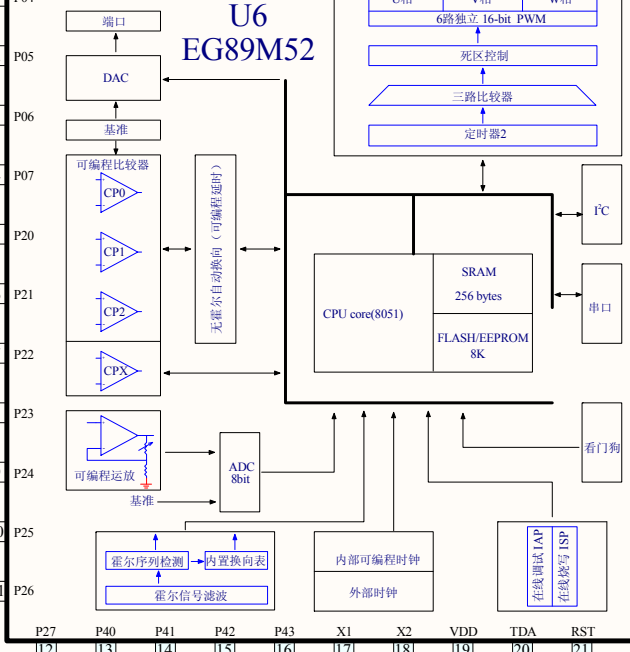 U6
EG89M52
6路独立 16-bit PWM
死区控制
三路比较器
定时器2
端口
DAC
基准
可编程比较器
CP0
CP1
CP2
CPX
无霍尔自动换向（可编程延时）
CPU core(8051)
SRAM
256 bytes
FLASH/EEPROM
8K
I²C
串口
看门狗
可编程运放
基准
ADC
8bit
霍尔序列检测
内置换向表
霍尔信号滤波
内部可编程时钟
外部时钟
在线调试 IAP
在线烧写 ISP
P05
P06
P07
P20
P21
P22
P23
P24
P25
P26
P27 P40 P41 P42 P43 X1 X2 VDD TDA RST
12 13 14 15 16 17 18 19 20 21